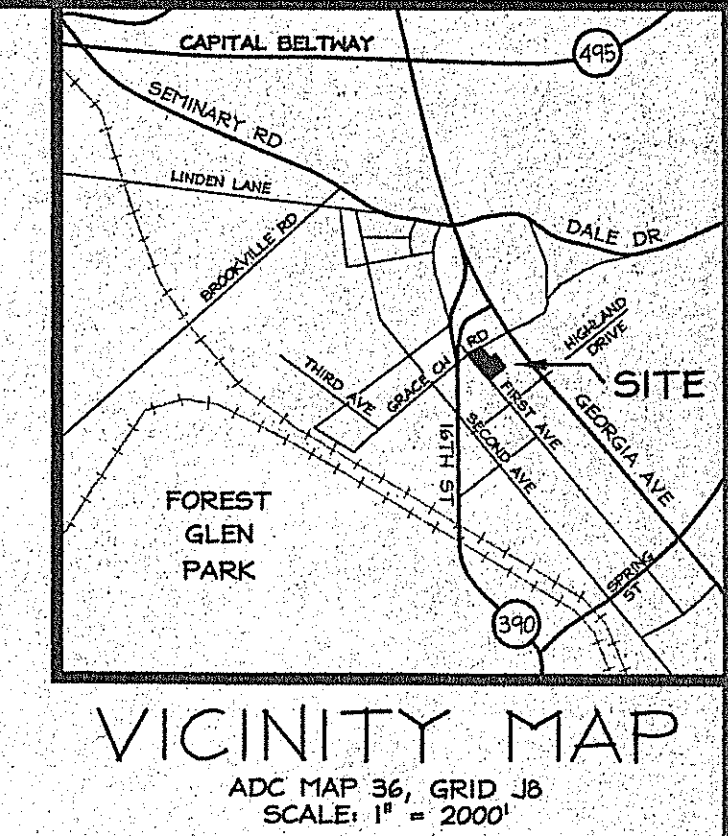 CAPITAL BELTWAY
495
SEMINARY RD
LINDEN LANE
BROOKVILLE RD
DALE DR
HIGHLAND
DRIVE
THIRD AVE
GRACE CH RD
SITE
FIRST AVE
GEORGIA AVE
SECOND AVE
16TH ST
FOREST
GLEN
PARK
SPRING
ST
390
VICINITY MAP
ADC MAP 36, GRID J8
SCALE: 1" = 2000'